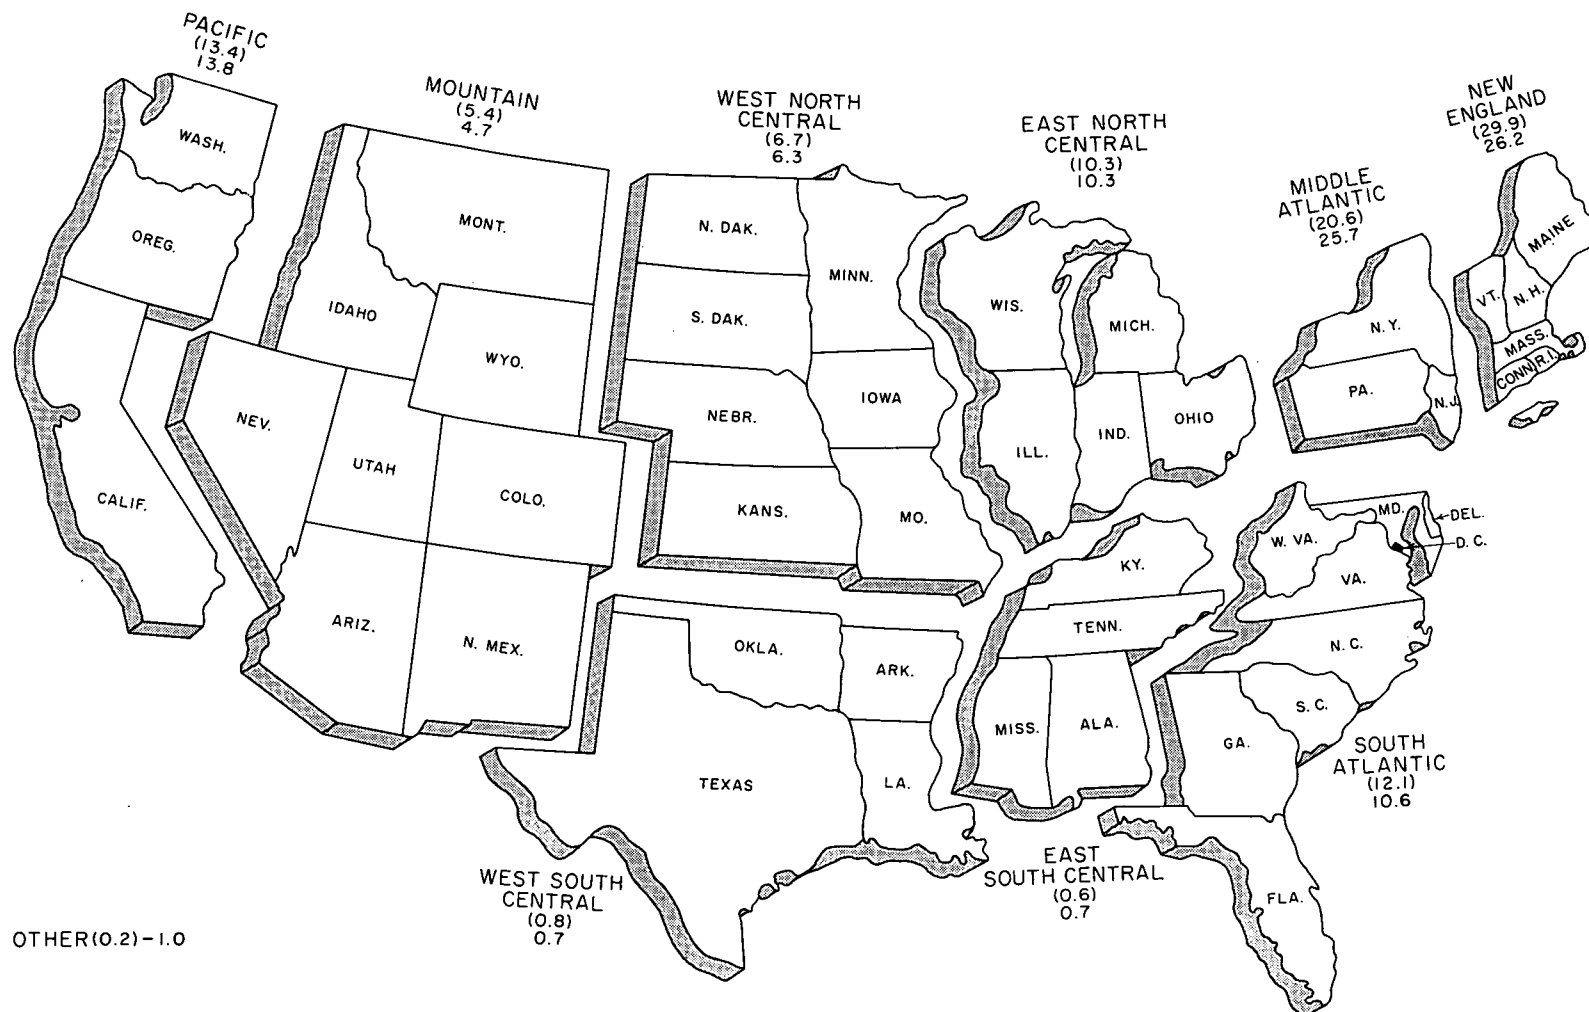 PACIFIC
(13.4)
13.8
MOUNTAIN
(5.4)
4.7
WEST NORTH
CENTRAL
(6.7)
6.3
EAST NORTH
CENTRAL
(10.3)
10.3
MIDDLE
ATLANTIC
(20.6)
25.7
NEW
ENGLAND
(29.9)
26.2
WASH.
OREG.
CALIF.
MONT.
IDAHO
WYO.
NEV.
UTAH
COLO.
ARIZ.
N. MEX.
N. DAK.
MINN.
S. DAK.
NEBR.
IOWA
KANS.
MO.
WIS.
MICH.
ILL.
IND.
OHIO
N.Y.
PA.
N.J.
MAINE
VT.
N.H.
MASS.
CONN.
R.I.
OKLA.
ARK.
TEXAS
LA.
KY.
TENN.
MISS.
ALA.
MD.
DEL.
D. C.
W. VA.
VA.
N. C.
S. C.
GA.
FLA.
SOUTH
ATLANTIC
(12.1)
10.6
EAST
SOUTH CENTRAL
(0.6)
0.7
WEST SOUTH
CENTRAL
(0.8)
0.7
OTHER(0.2)-1.0